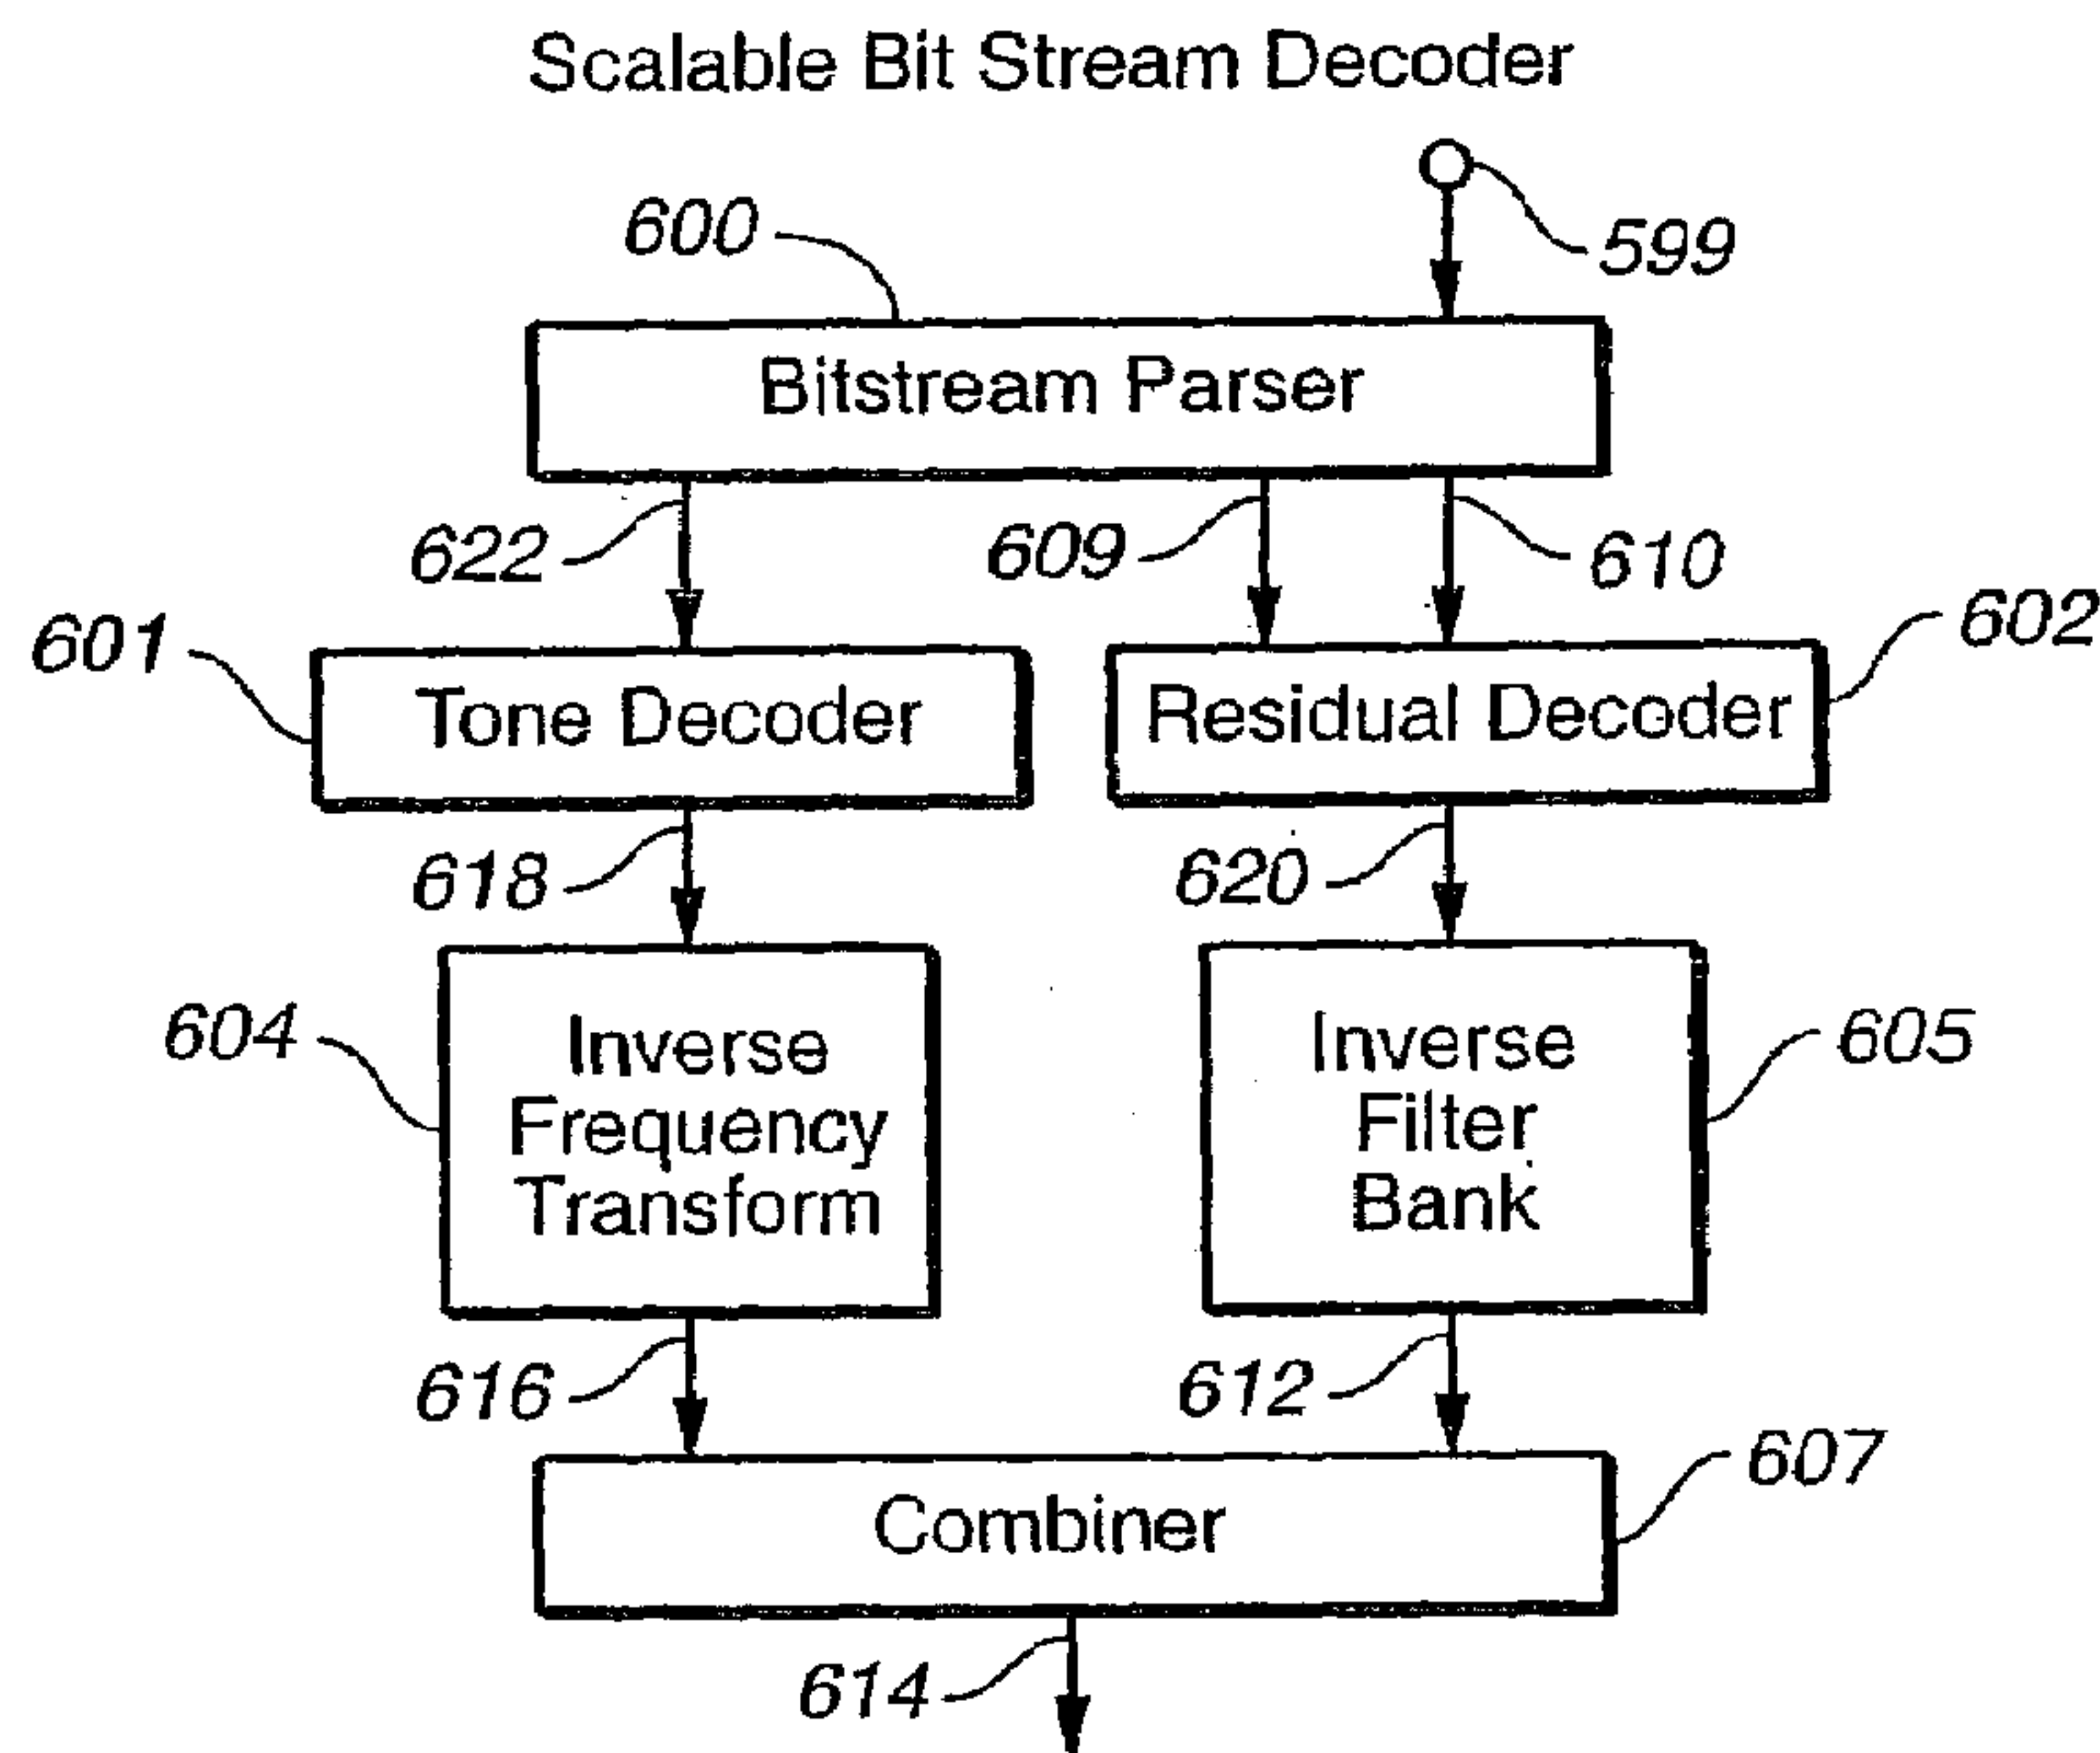 Scalable Bit Stream Decoder
600
599
Bitstream Parser
622
609
610
601
602
Tone Decoder
Residual Decoder
618
620
604
Inverse
Frequency
Transform
Inverse
Filter
Bank
605
616
612
607
Combiner
614